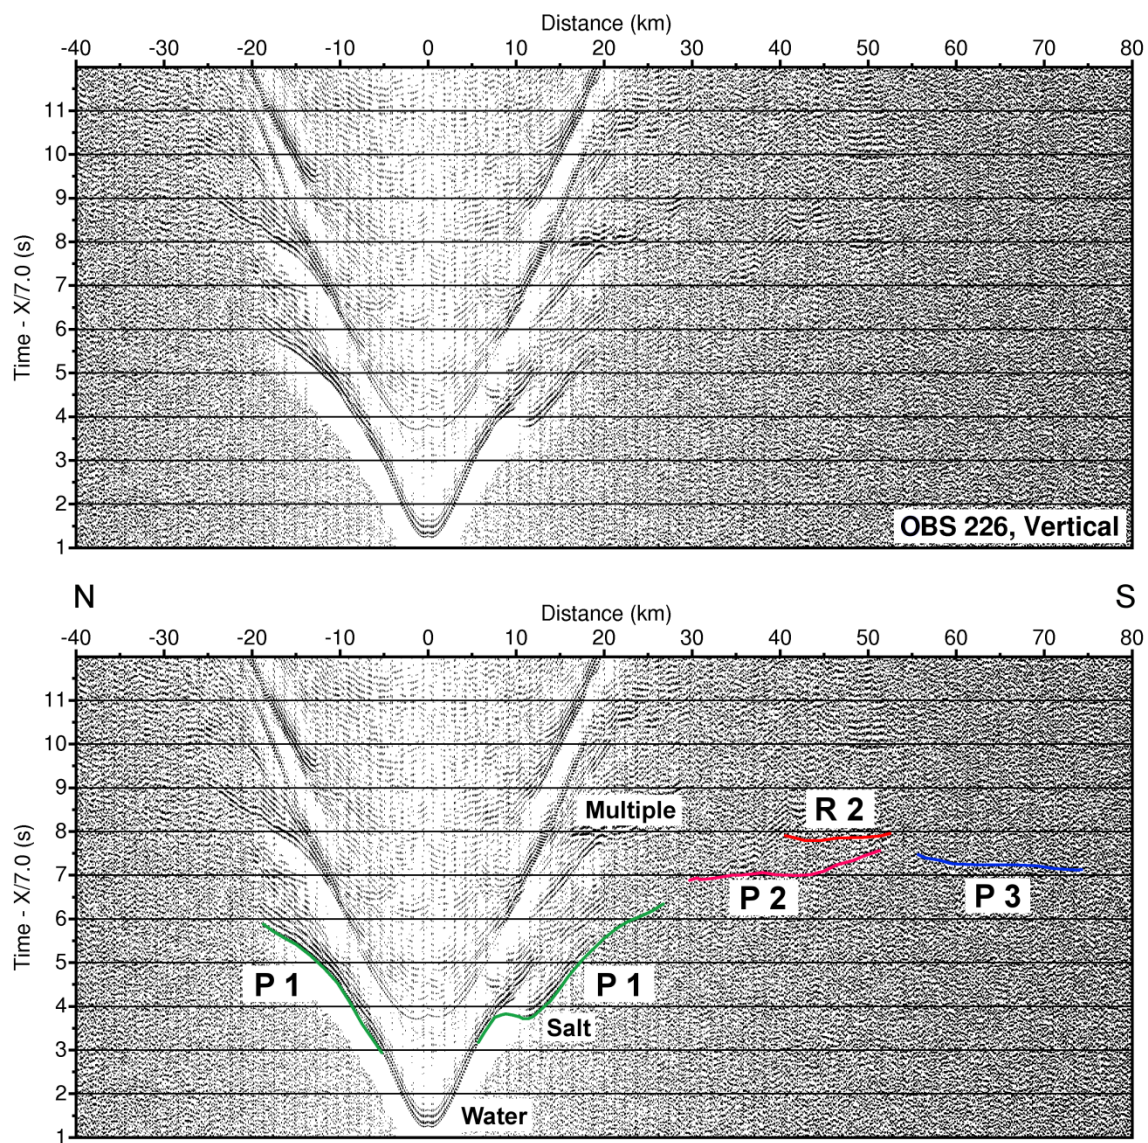 Distance (km)
-40 -30 -20 -10 0 10 20 30 40 50 60 70 80
11
10
9
8
7
6
5
4
3
2
1
Time - X/7.0 (s)
OBS 226, Vertical
N S
Distance (km)
-40 -30 -20 -10 0 10 20 30 40 50 60 70 80
11
10
9
8
7
6
5
4
3
2
1
Time - X/7.0 (s)
Multiple
R 2
P 2
P 3
P 1
P 1
Salt
Water